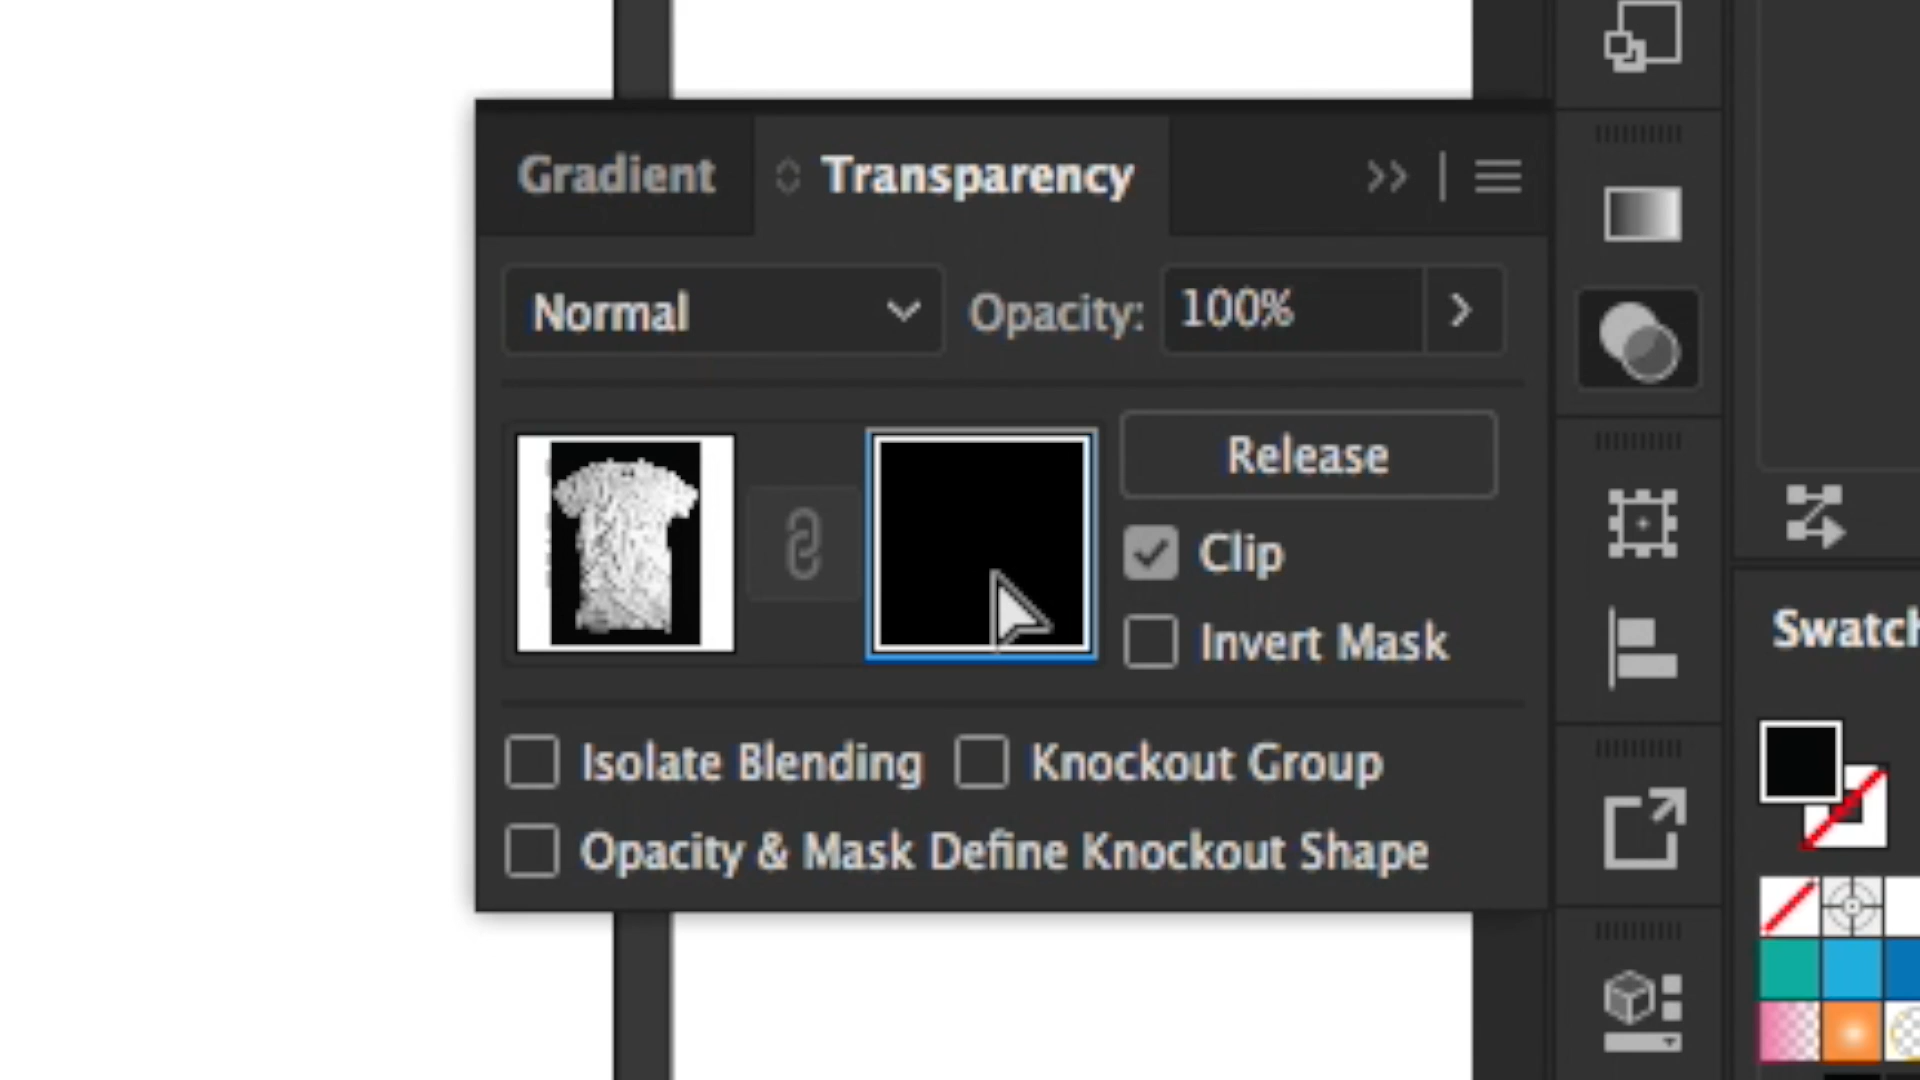 Gradient Transparency
Normal Opacity: 100%
Release
Clip
Invert Mask
Swatch
Isolate Blending Knockout Group
Opacity & Mask Define Knockout Shape